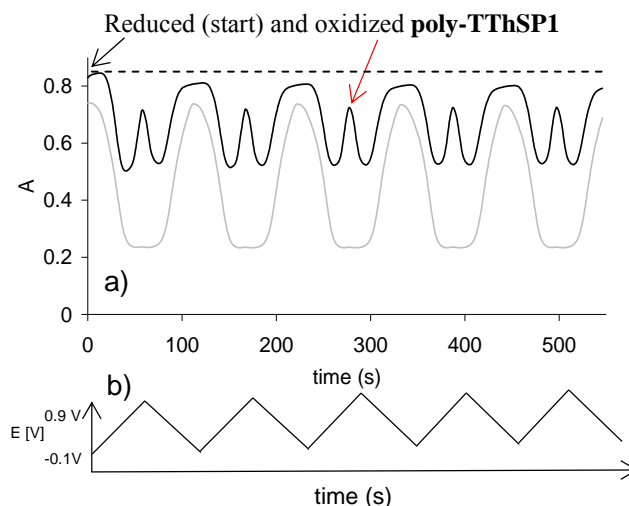 Reduced (start) and oxidized poly-TThSP1
0.8
0.6
A
0.4
0.2
a)
0
0 100 200 300 400 500
time (s)
b)
0.9 V
E [V]
-0.1V
time (s)